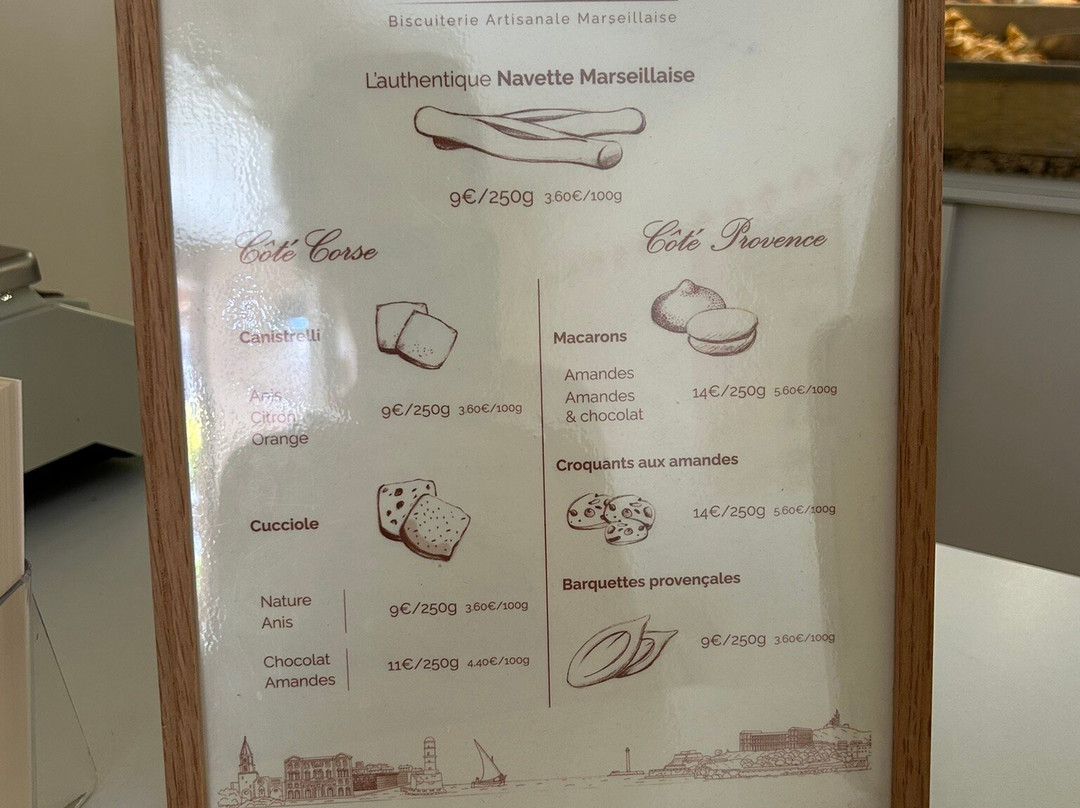 Biscuiterie Artisanale Marseillaise
L'authentique Navette Marseillaise
9€/250g 3.60€/100g
Côté Corse
Canistrelli
Anis
Citron
Orange
9€/250g 3.60€/100g
Cucciole
Nature
Anis
9€/250g 3.60€/100g
Chocolat
Amandes
11€/250g 4.40€/100g
Côté Provence
Macarons
Amandes
Amandes
& chocolat
14€/250g 5.60€/100g
Croquants aux amandes
14€/250g 5.60€/100g
Barquettes provençales
9€/250g 3.60€/100g